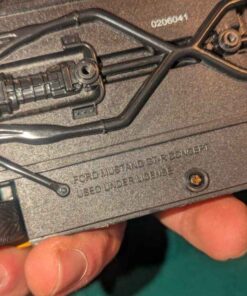 0206041
FORD MUSTANG GT-R CONCEPT
USED UNDER LICENSE